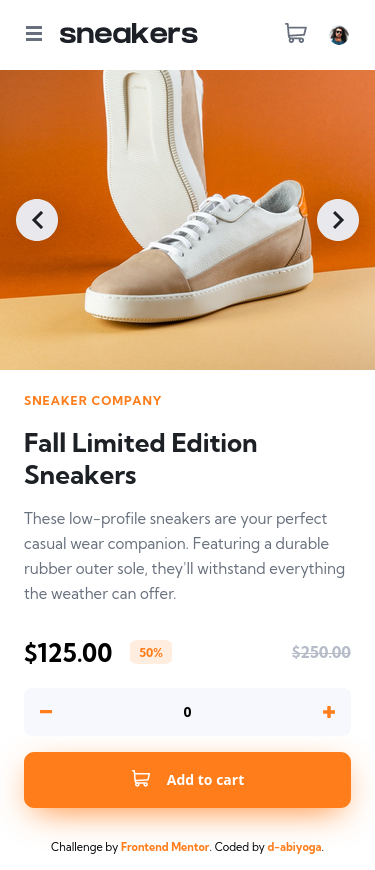 sneakers
SNEAKER COMPANY
Fall Limited Edition
Sneakers
These low-profile sneakers are your perfect
casual wear companion. Featuring a durable
rubber outer sole, they'll withstand everything
the weather can offer.
$125.00 50% $250.00
0
Add to cart
Challenge by Frontend Mentor. Coded by d-abiyoga.